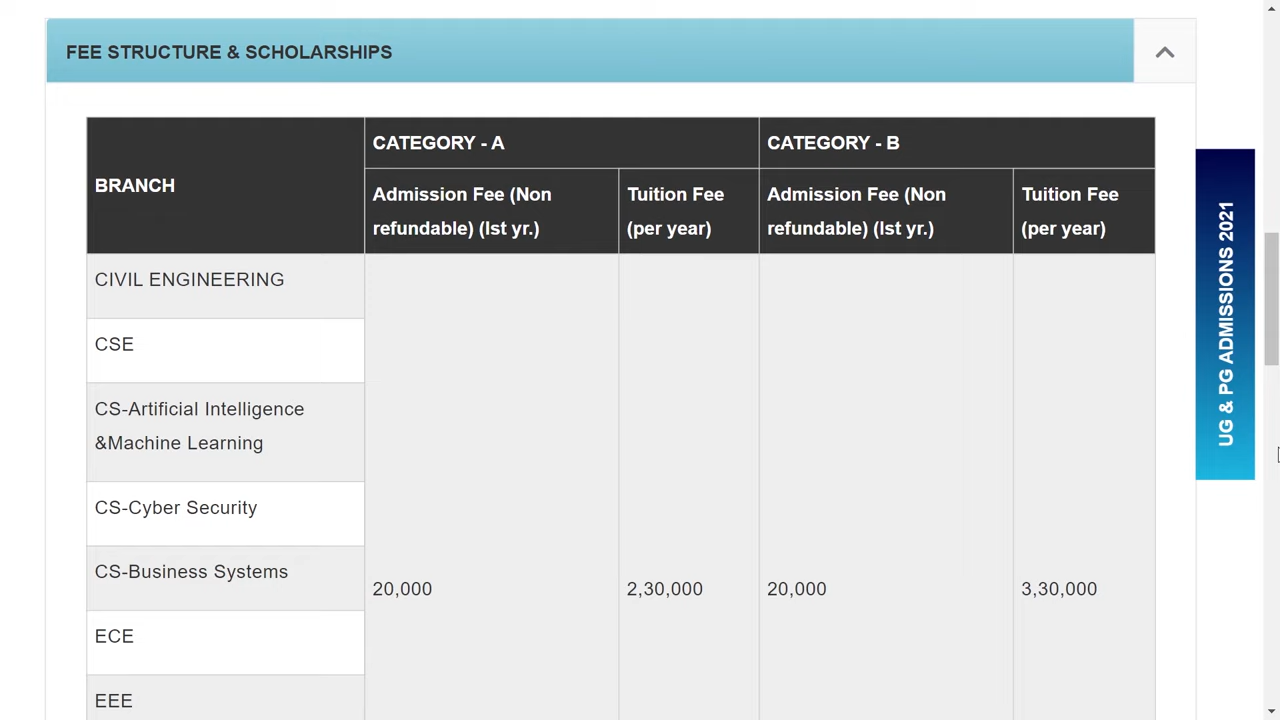 FEE STRUCTURE & SCHOLARSHIPS
BRANCH
CATEGORY - A
CATEGORY - B
Admission Fee (Non
refundable) (Ist yr.)
Tuition Fee
(per year)
Admission Fee (Non
refundable) (Ist yr.)
Tuition Fee
(per year)
CIVIL ENGINEERING
CSE
CS-Artificial Intelligence
&Machine Learning
CS-Cyber Security
CS-Business Systems
20,000
2,30,000
20,000
3,30,000
ECE
EEE
UG & PG ADMISSIONS 2021